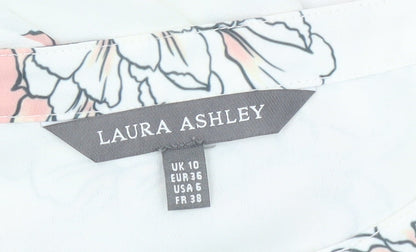 LAURA ASHLEY
UK 10
EUR 36
USA 6
FR 38